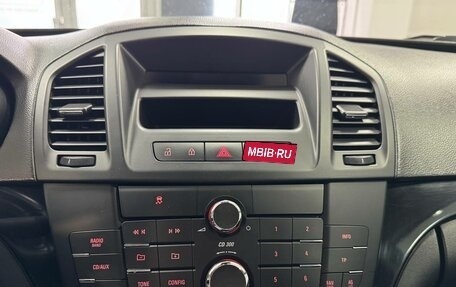 MBIB·RU
CD 300
RADIO
BAND
CD/AUX
TONE
CONFIG
1
2
3
4
5
6
INFO
TP